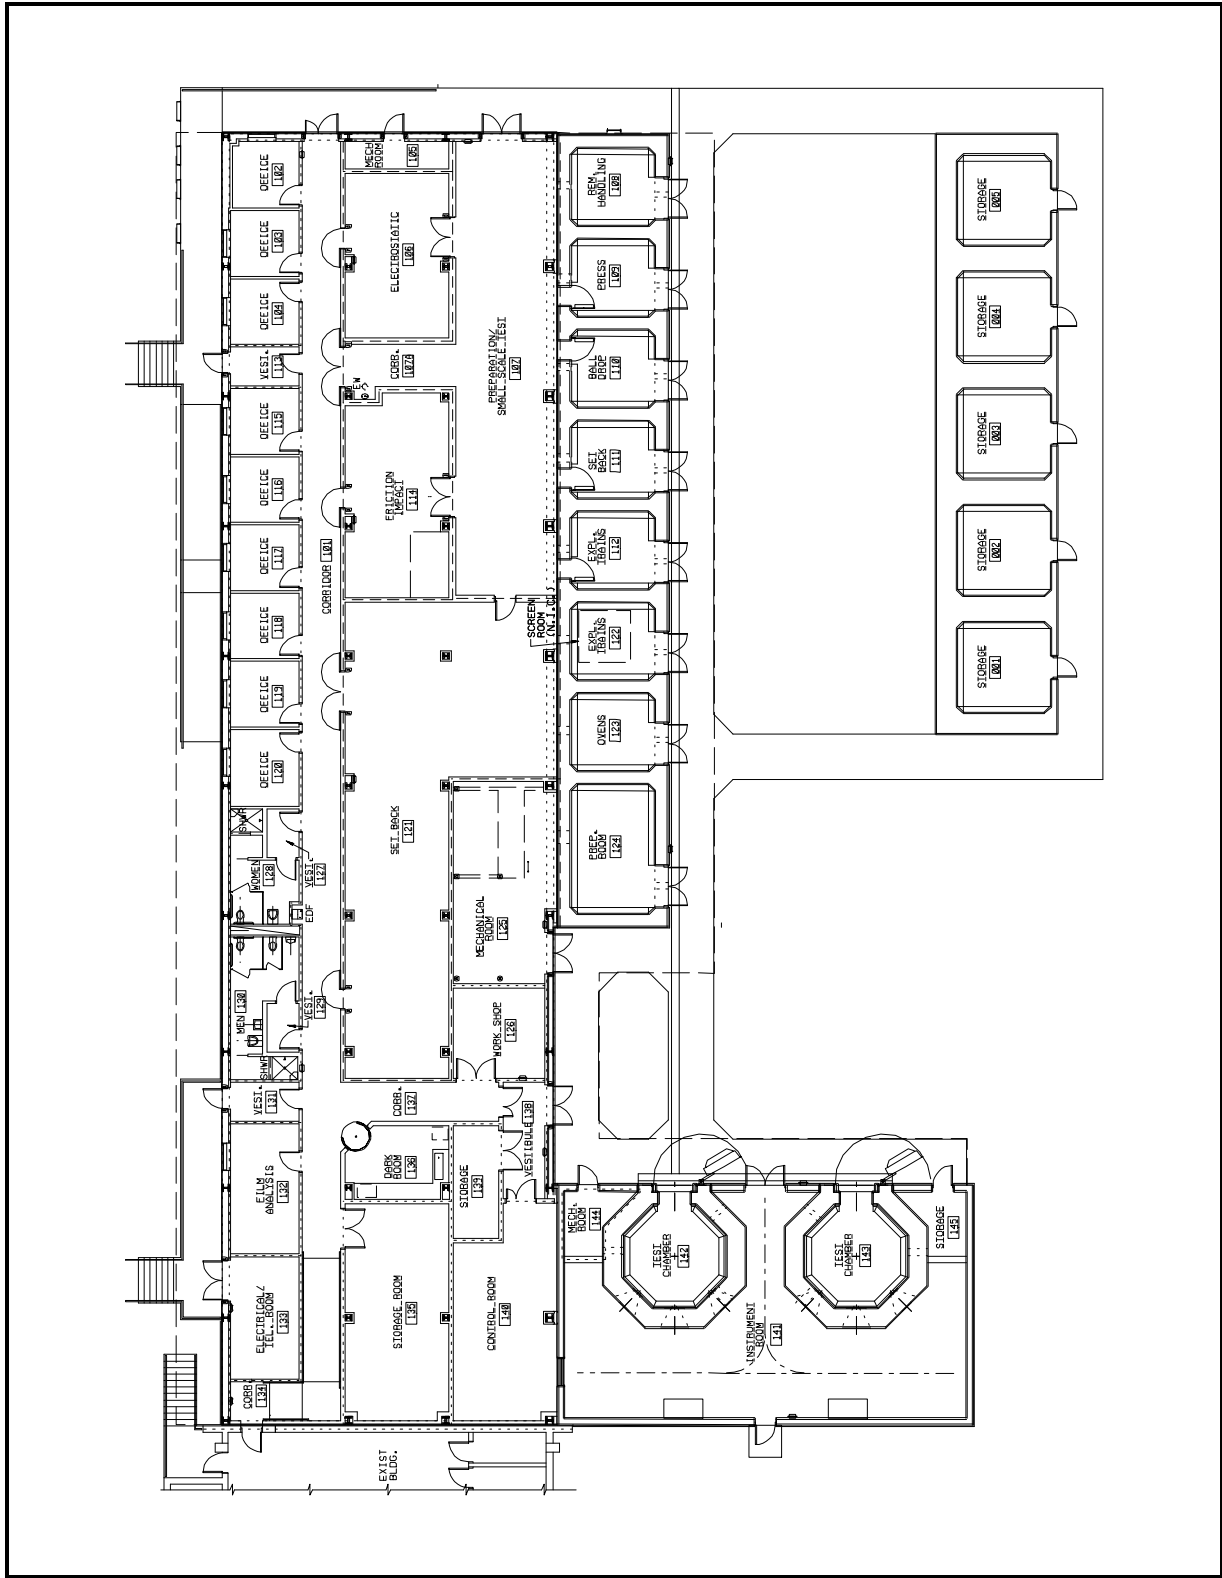 OFFICE
102
OFFICE
103
OFFICE
104
VEST.
113
OFFICE
115
OFFICE
116
OFFICE
117
OFFICE
118
OFFICE
119
OFFICE
120
SHWR
WOMEN
128
VEST.
127
EDF
MEN
130
VEST.
129
SHWR
VEST.
131
FILM
ANALYSIS
132
ELECTRICAL/
TEL. ROOM
133
CORR.
134
CORRIDOR 101
MECH
ROOM
105
ELECTROSTATIC
106
CORR.
107A
EW
FRICTION
IMPACT
114
SET BACK
121
CORR.
137
DARK
ROOM
136
STORAGE ROOM
135
PREPARATION/
SMALL SCALE TEST
107
SCREEN
ROOM
(N.I.C.)
MECHANICAL
ROOM
125
WORK SHOP
126
VESTIBULE 138
STORAGE
139
CONTROL ROOM
140
EXIST
BLDG.
REM
HANDLING
108
PRESS
109
BALL
DROP
110
SET
BACK
111
EXPL.
TRAINS
112
EXPL.
TRAINS
122
OVENS
123
PREP.
ROOM
124
MECH.
ROOM
144
TEST
CHAMBER
142
TEST
CHAMBER
143
STORAGE
145
INSTRUMENT
ROOM
141
STORAGE
005
STORAGE
004
STORAGE
003
STORAGE
002
STORAGE
001